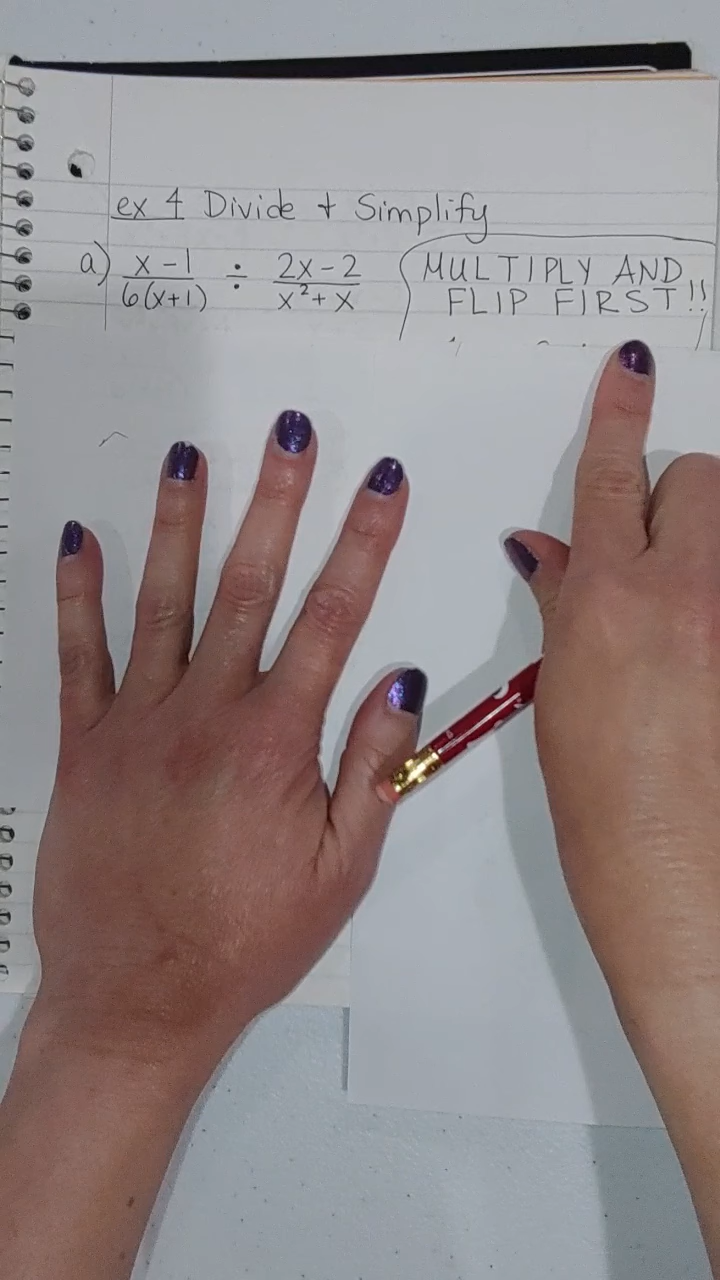 ex 4 Divide + Simplify
a) x-1 / 6(x+1) ÷ 2x-2 / x²+x
MULTIPLY AND
FLIP FIRST!!